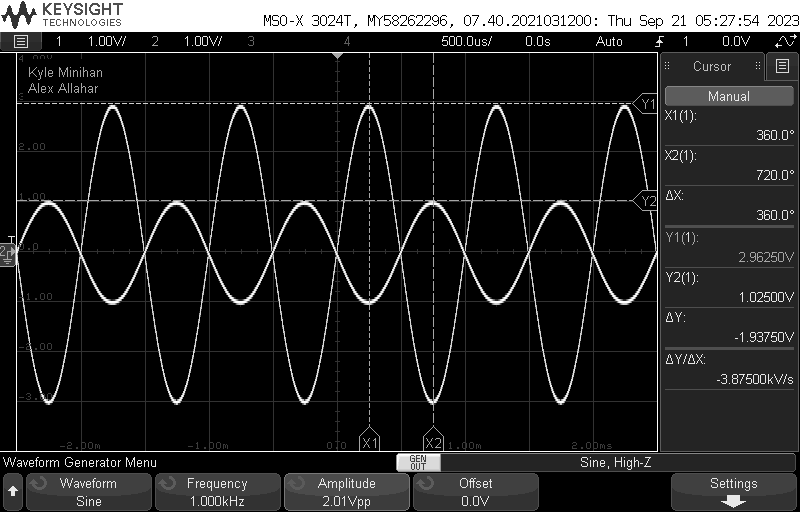 KEYSIGHT
TECHNOLOGIES
MSO-X 3024T, MY58262296, 07.40.2021031200: Thu Sep 21 05:27:54 2023
1 1.00V/ 2 1.00V/ 3 4 500.0us/ 0.0s Auto 1 0.0V
Kyle Minihan
Alex Allahar
2.00
1.00
0.0
-1.00
-2.00
-3.00
-2.00m -1.00m 0.0 1.00m 2.00ms
Y1
Y2
X1 X2
T
2
Cursor
Manual
X1(1):
360.0°
X2(1):
720.0°
ΔX:
360.0°
Y1(1):
2.96250V
Y2(1):
1.02500V
ΔY:
-1.93750V
ΔY/ΔX:
-3.87500kV/s
Waveform Generator Menu
GEN
OUT
Sine, High-Z
Waveform
Sine
Frequency
1.000kHz
Amplitude
2.01Vpp
Offset
0.0V
Settings